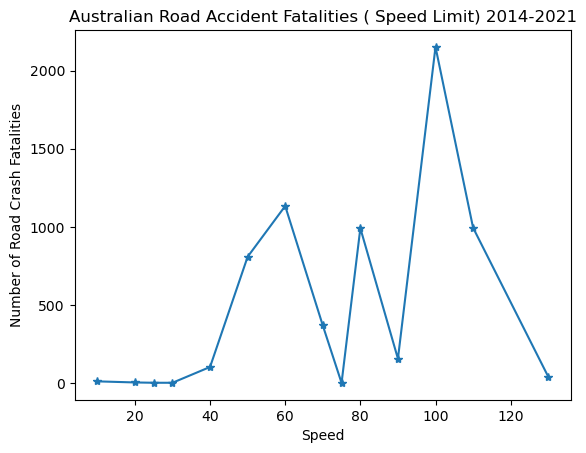 Australian Road Accident Fatalities ( Speed Limit) 2014-2021
Number of Road Crash Fatalities
2000
1500
1000
500
0
20 40 60 80 100 120
Speed